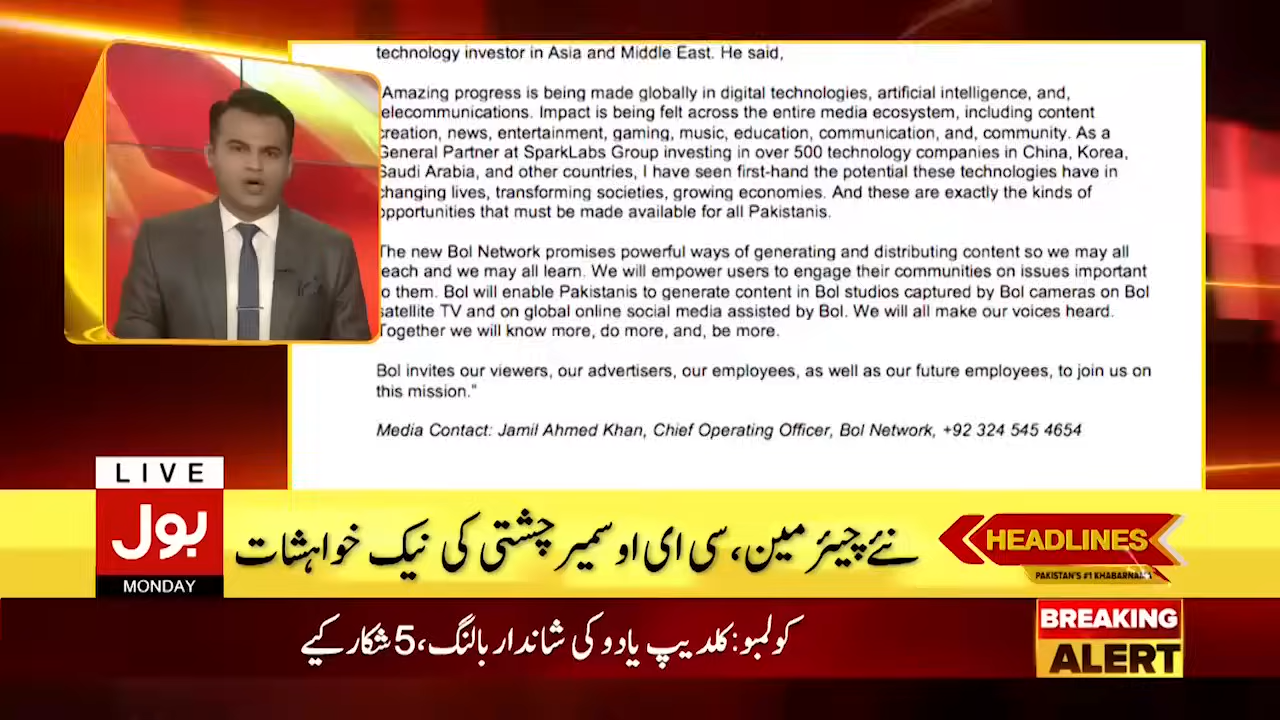 technology investor in Asia and Middle East. He said,
Amazing progress is being made globally in digital technologies, artificial intelligence, and,
elecommunications. Impact is being felt across the entire media ecosystem, including content
creation, news, entertainment, gaming, music, education, communication, and, community. As a
General Partner at SparkLabs Group investing in over 500 technology companies in China, Korea,
Saudi Arabia, and other countries, I have seen first-hand the potential these technologies have in
changing lives, transforming societies, growing economies. And these are exactly the kinds of
opportunities that must be made available for all Pakistanis.
The new Bol Network promises powerful ways of generating and distributing content so we may all
each and we may all learn. We will empower users to engage their communities on issues important
o them. Bol will enable Pakistanis to generate content in Bol studios captured by Bol cameras on Bol
satellite TV and on global online social media assisted by Bol. We will all make our voices heard.
Together we will know more, do more, and, be more.
Bol invites our viewers, our advertisers, our employees, as well as our future employees, to join us on
this mission."
Media Contact: Jamil Ahmed Khan, Chief Operating Officer, Bol Network, +92 324 545 4654
LIVE
بول
MONDAY
نئے چیئرمین، سی ای او سمیر چشتی کی نیک خواہشات
HEADLINES
PAKISTAN'S #1 KHABARNAMA
کولمبو: کلدیپ یادو کی شاندار بالنگ، 5 شکار کیے
BREAKING
ALERT